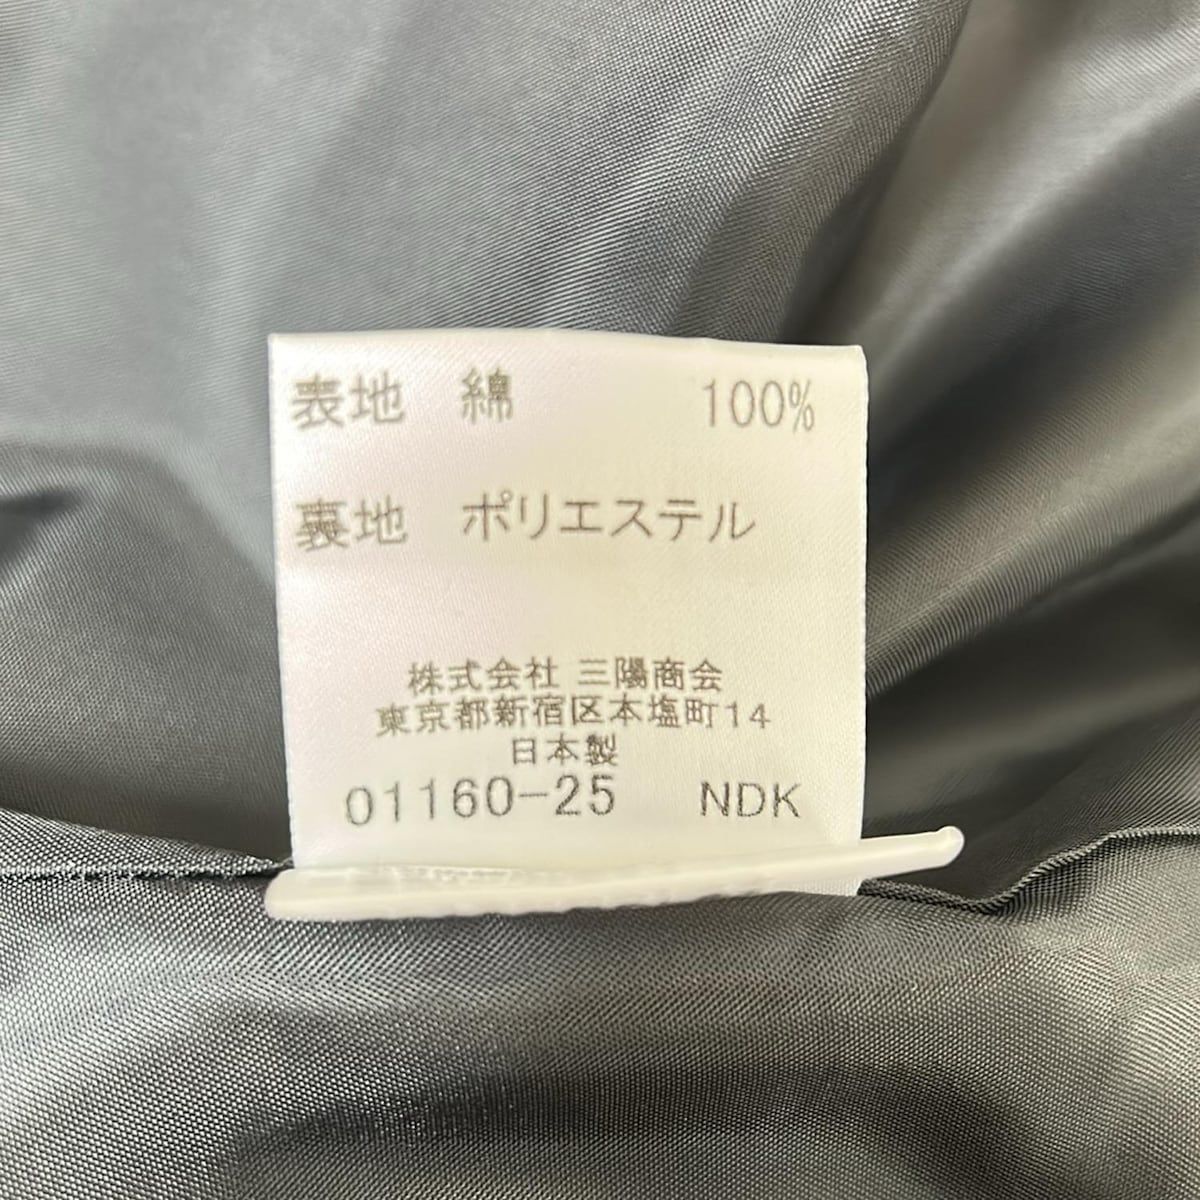 表地 綿 100%
裏地 ポリエステル
株式会社 三陽商会
東京都新宿区本塩町14
日本製
01160-25 NDK